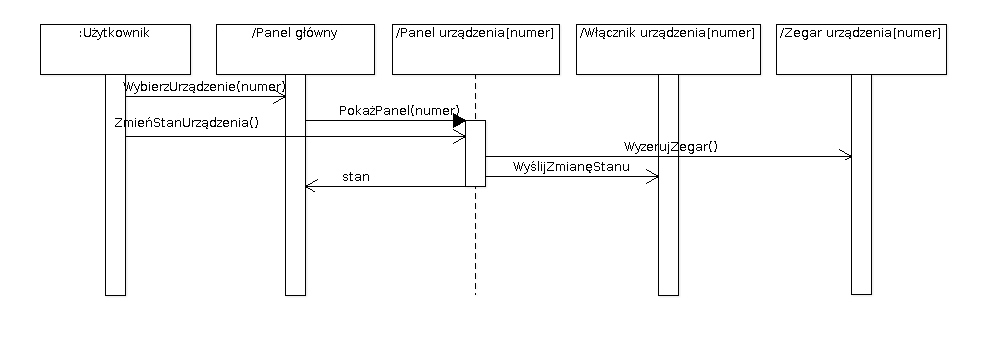 :Użytkownik
/Panel główny
/Panel urządzenia[numer]
/Włącznik urządzenia[numer]
/Zegar urządzenia[numer]
WybierzUrządzenie(numer)
PokażPanel(numer)
ZmieńStanUrządzenia()
WyzerujZegar()
WyślijZmianęStanu
stan